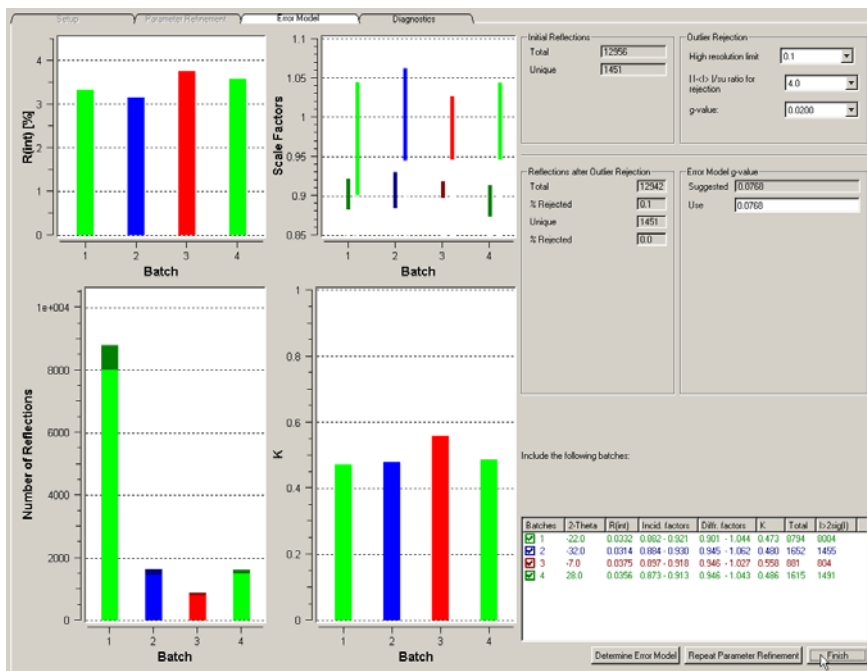 Setup Parameter Refinement Error Model Diagnostics
R(int) [%]
4
3
2
1
0
1 2 3 4
Batch
Scale Factors
1.1
1.05
1
0.95
0.9
0.85
1 2 3 4
Batch
Initial Reflections
Total 12956
Unique 1451
Outlier Rejection
High resolution limit 0.1
|I-<I>|/su ratio for
rejection 4.0
g-value: 0.0200
Reflections after Outlier Rejection
Total 12942
% Rejected 0.1
Unique 1451
% Rejected 0.0
Error Model g-value
Suggested 0.0768
Use 0.0768
Number of Reflections
1e+004
8000
6000
4000
2000
0
1 2 3 4
Batch
K
1
0.8
0.6
0.4
0.2
0
1 2 3 4
Batch
Include the following batches:
Batches 2-Theta R(int) Incid. factors Diffr. factors K Total I>2sig(I)
1 -22.0 0.0332 0.882 - 0.921 0.901 - 1.044 0.473 8794 8004
2 -32.0 0.0314 0.884 - 0.930 0.945 - 1.062 0.480 1652 1455
3 -7.0 0.0375 0.897 - 0.918 0.946 - 1.027 0.558 881 804
4 28.0 0.0356 0.873 - 0.913 0.946 - 1.043 0.486 1615 1491
Determine Error Model Repeat Parameter Refinement Finish